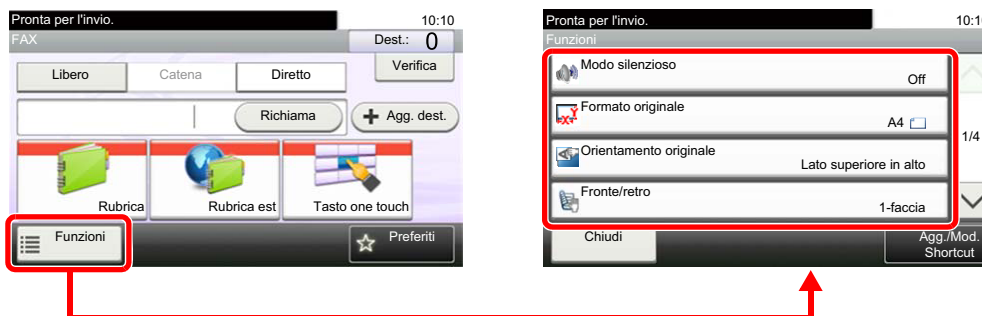 Pronta per l'invio.
10:10
FAX
Dest.: 0
Libero
Catena
Diretto
Verifica
Richiama
Agg. dest.
Rubrica
Rubrica est
Tasto one touch
Funzioni
Preferiti
Pronta per l'invio.
Funzioni
Modo silenzioso
Off
Formato originale
A4
1/4
Orientamento originale
Lato superiore in alto
Fronte/retro
1-faccia
Chiudi
Agg./Mod.
Shortcut